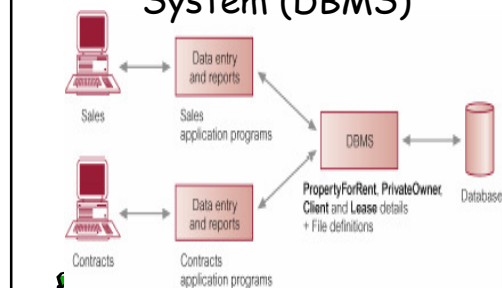 System (DBMS)
Data entry
and reports
Sales
Sales
application programs
DBMS
PropertyForRent, PrivateOwner,
Client and Lease details
+ File definitions
Database
Data entry
and reports
Contracts
Contracts
application programs